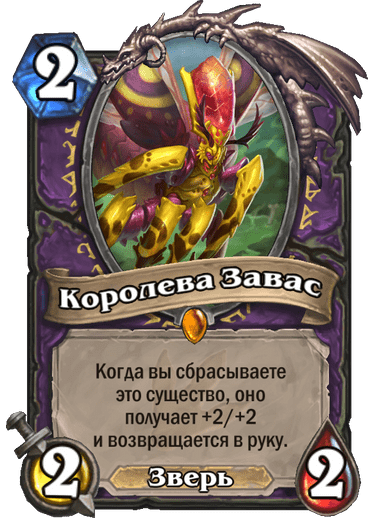 2
Королева Завас
Когда вы сбрасываете
это существо, оно
получает +2/+2
и возвращается в руку.
2
Зверь
2